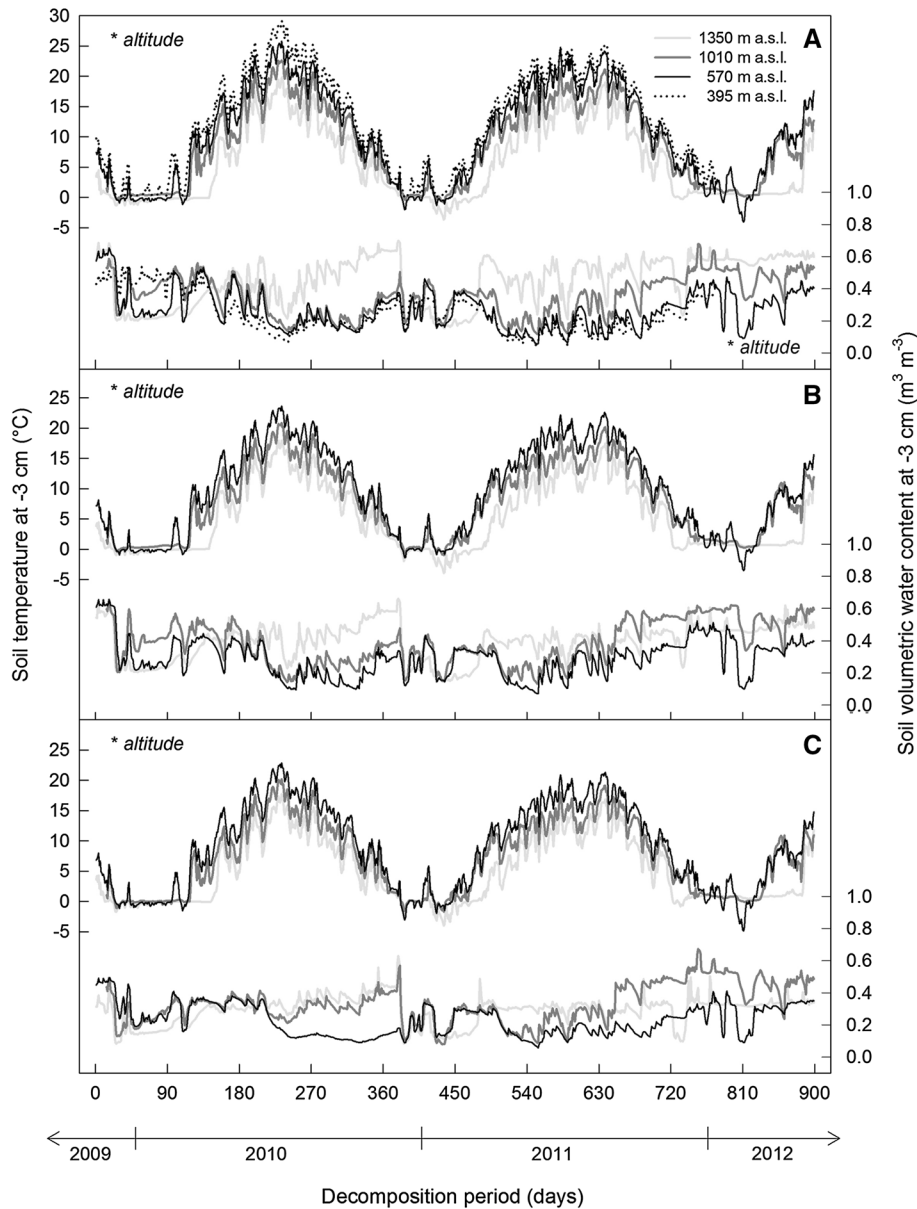 30
25
20
15
10
5
0
-5
* altitude
1350 m a.s.l.
1010 m a.s.l.
570 m a.s.l.
395 m a.s.l.
A
1.0
0.8
0.6
0.4
0.2
0.0
* altitude
25
20
15
10
5
0
-5
* altitude
B
1.0
0.8
0.6
0.4
0.2
0.0
25
20
15
10
5
0
-5
* altitude
C
1.0
0.8
0.6
0.4
0.2
0.0
Soil temperature at -3 cm (°C)
Soil volumetric water content at -3 cm (m³ m⁻³)
0 90 180 270 360 450 540 630 720 810 900
2009 2010 2011 2012
Decomposition period (days)